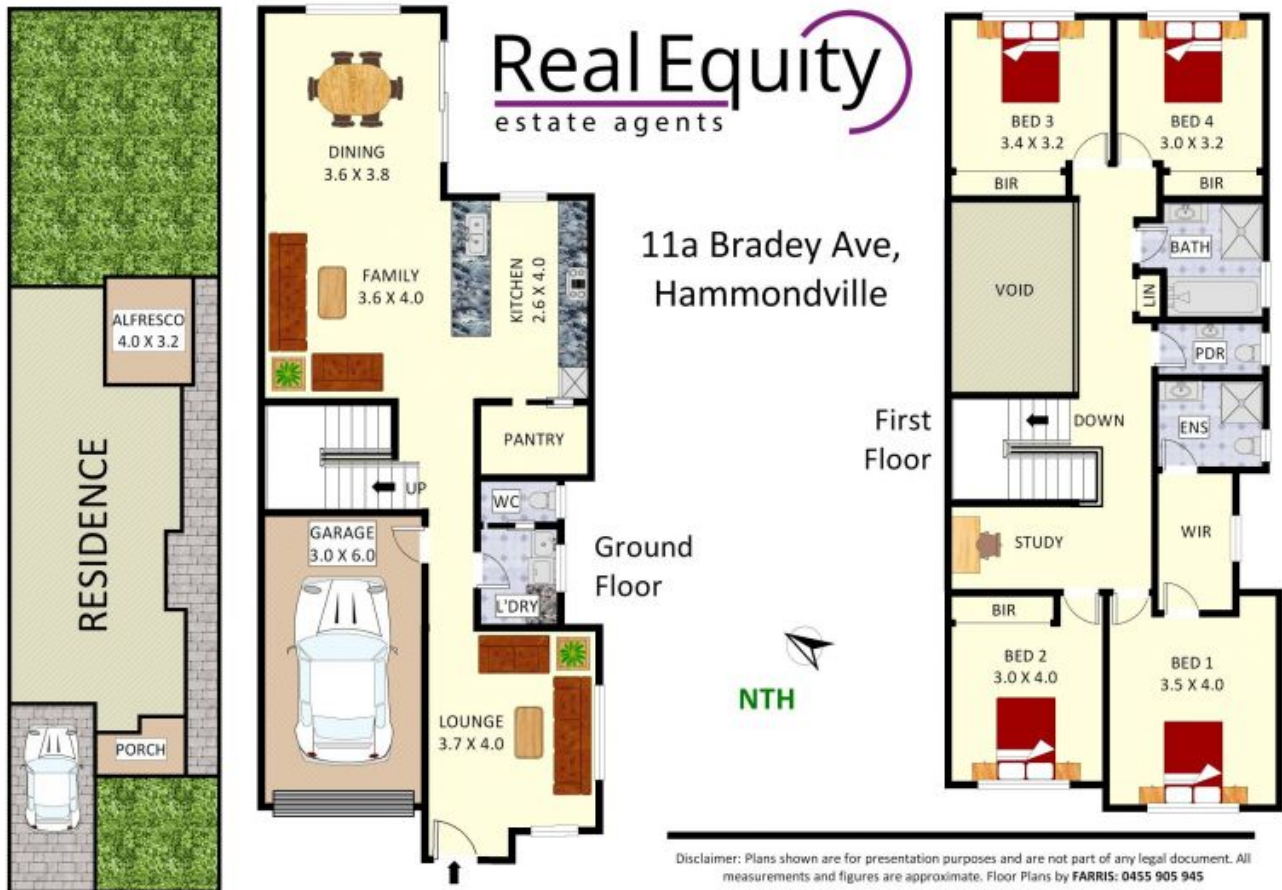 Real Equity
estate agents
11a Bradey Ave,
Hammondville
ALFRESCO
4.0 X 3.2
RESIDENCE
PORCH
DINING
3.6 X 3.8
FAMILY
3.6 X 4.0
KITCHEN
2.6 X 4.0
PANTRY
UP
WC
GARAGE
3.0 X 6.0
L'DRY
LOUNGE
3.7 X 4.0
Ground
Floor
NTH
First
Floor
BED 3
3.4 X 3.2
BIR
BED 4
3.0 X 3.2
BIR
VOID
BATH
LIN
PDR
DOWN
ENS
STUDY
WIR
BIR
BED 2
3.0 X 4.0
BED 1
3.5 X 4.0
Disclaimer: Plans shown are for presentation purposes and are not part of any legal document. All
measurements and figures are approximate. Floor Plans by FARRIS: 0455 905 945